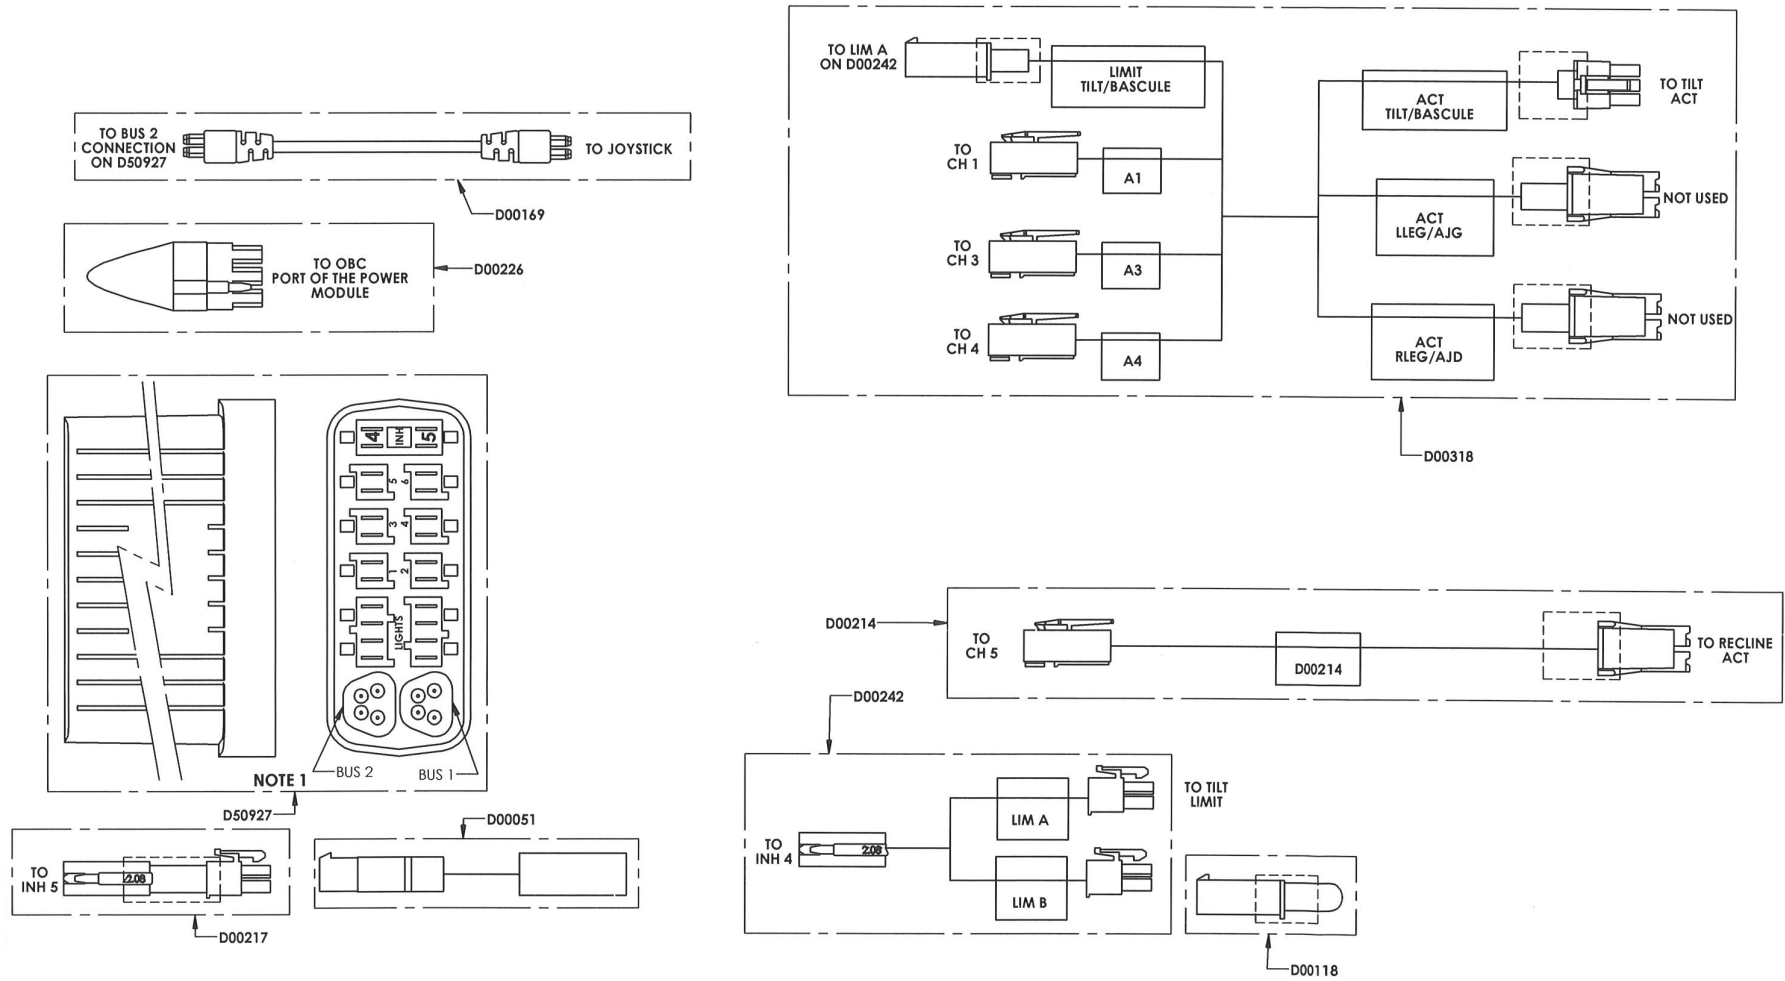 TO BUS 2
CONNECTION
ON D50927
TO JOYSTICK
D00169
TO OBC
PORT OF THE POWER
MODULE
D00226
4
INH
5
5
6
3
4
1
2
LIGHTS
BUS 2
BUS 1
NOTE 1
D50927
TO
INH 5
2.08
D00217
D00051
TO LIM A
ON D00242
LIMIT
TILT/BASCULE
TO
CH 1
A1
TO
CH 3
A3
TO
CH 4
A4
ACT
TILT/BASCULE
TO TILT
ACT
ACT
LLEG/AJG
NOT USED
ACT
RLEG/AJD
NOT USED
D00318
D00214
TO
CH 5
D00214
TO RECLINE
ACT
D00242
TO
INH 4
2.08
LIM A
LIM B
TO TILT
LIMIT
D00118